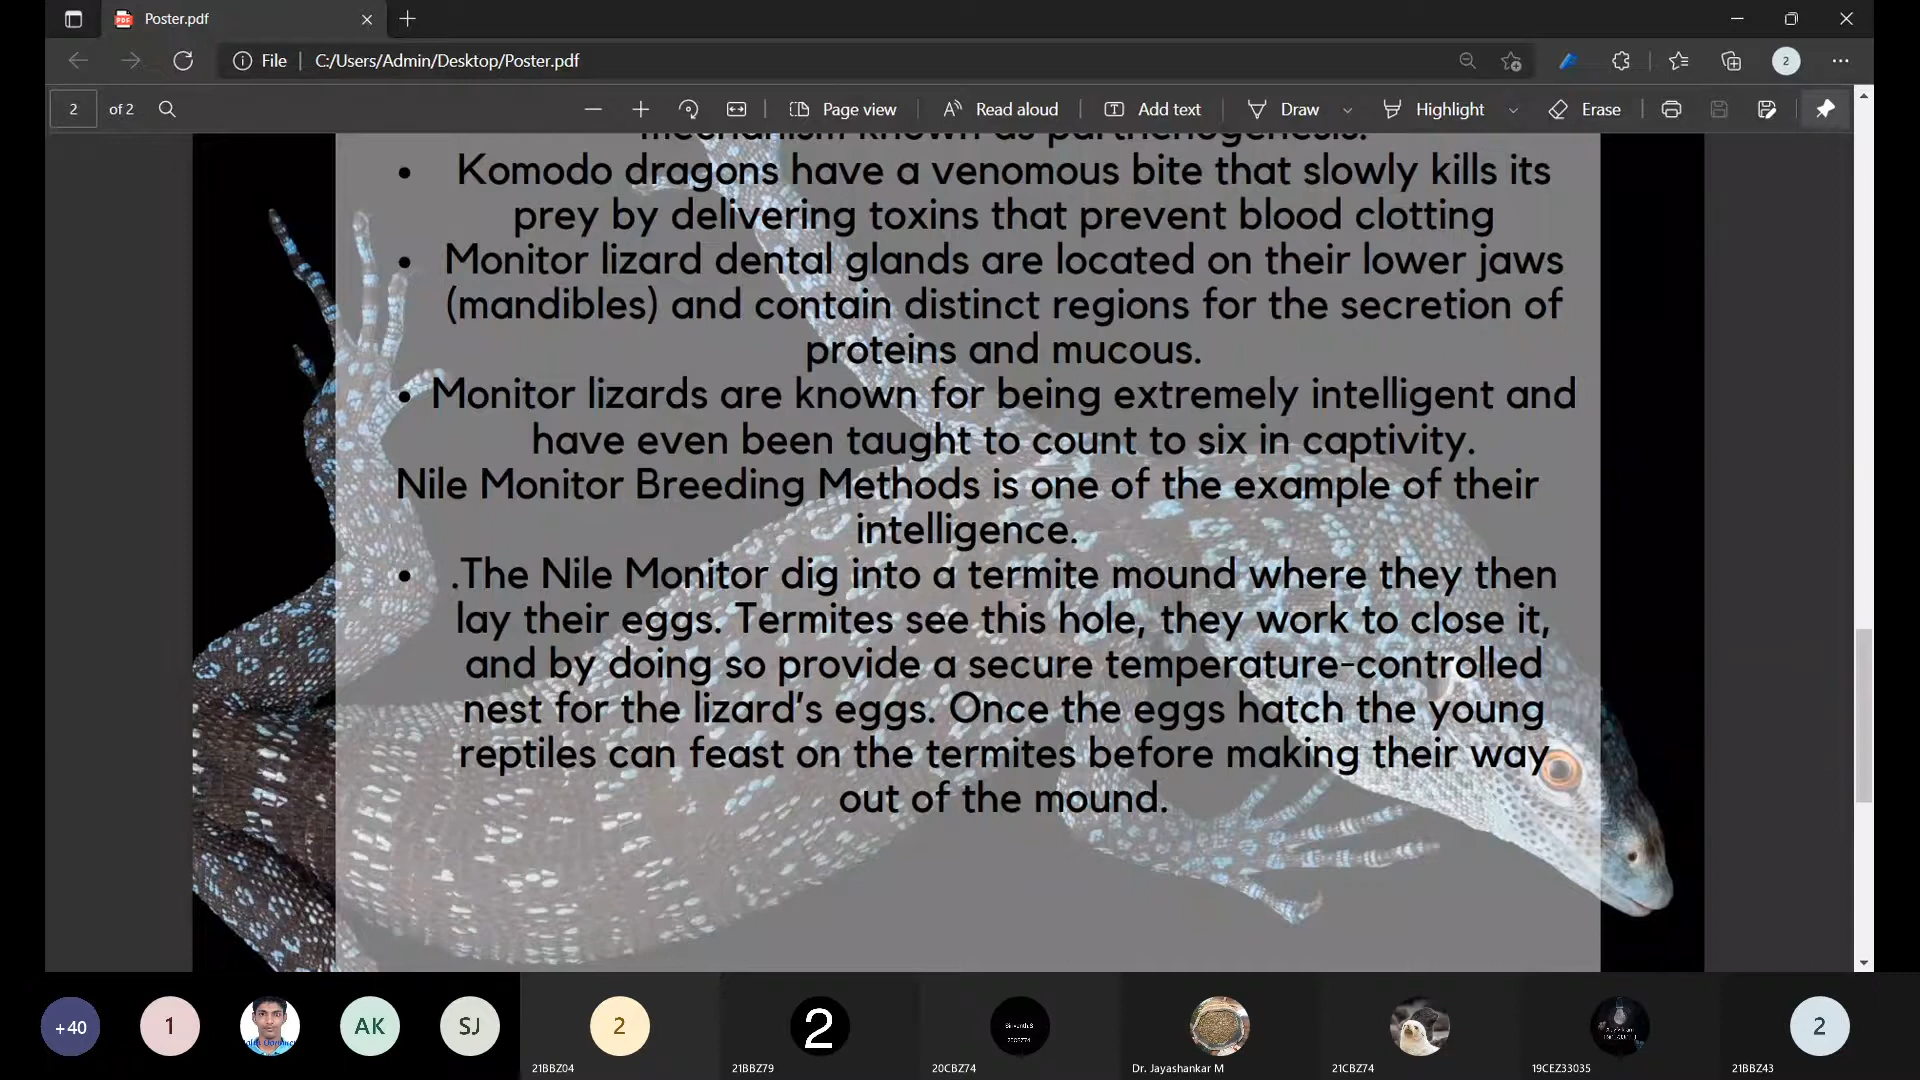 Poster.pdf
File
C:/Users/Admin/Desktop/Poster.pdf
2
2
of 2
Page view
Read aloud
Add text
Draw
Highlight
Erase
mechanism known as parthenogenesis.
• Komodo dragons have a venomous bite that slowly kills its
prey by delivering toxins that prevent blood clotting
• Monitor lizard dental glands are located on their lower jaws
(mandibles) and contain distinct regions for the secretion of
proteins and mucous.
• Monitor lizards are known for being extremely intelligent and
have even been taught to count to six in captivity.
Nile Monitor Breeding Methods is one of the example of their
intelligence.
• .The Nile Monitor dig into a termite mound where they then
lay their eggs. Termites see this hole, they work to close it,
and by doing so provide a secure temperature-controlled
nest for the lizard's eggs. Once the eggs hatch the young
reptiles can feast on the termites before making their way
out of the mound.
+40
1
AK
SJ
2
2
2
21BBZ04
21BBZ79
20CBZ74
Dr. Jayashankar M
21CBZ74
19CEZ33035
21BBZ43